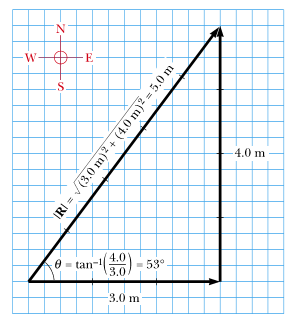 N
W E
S
|R| = √(3.0 m)² + (4.0 m)² = 5.0 m
4.0 m
θ = tan⁻¹(4.0/3.0) = 53°
3.0 m